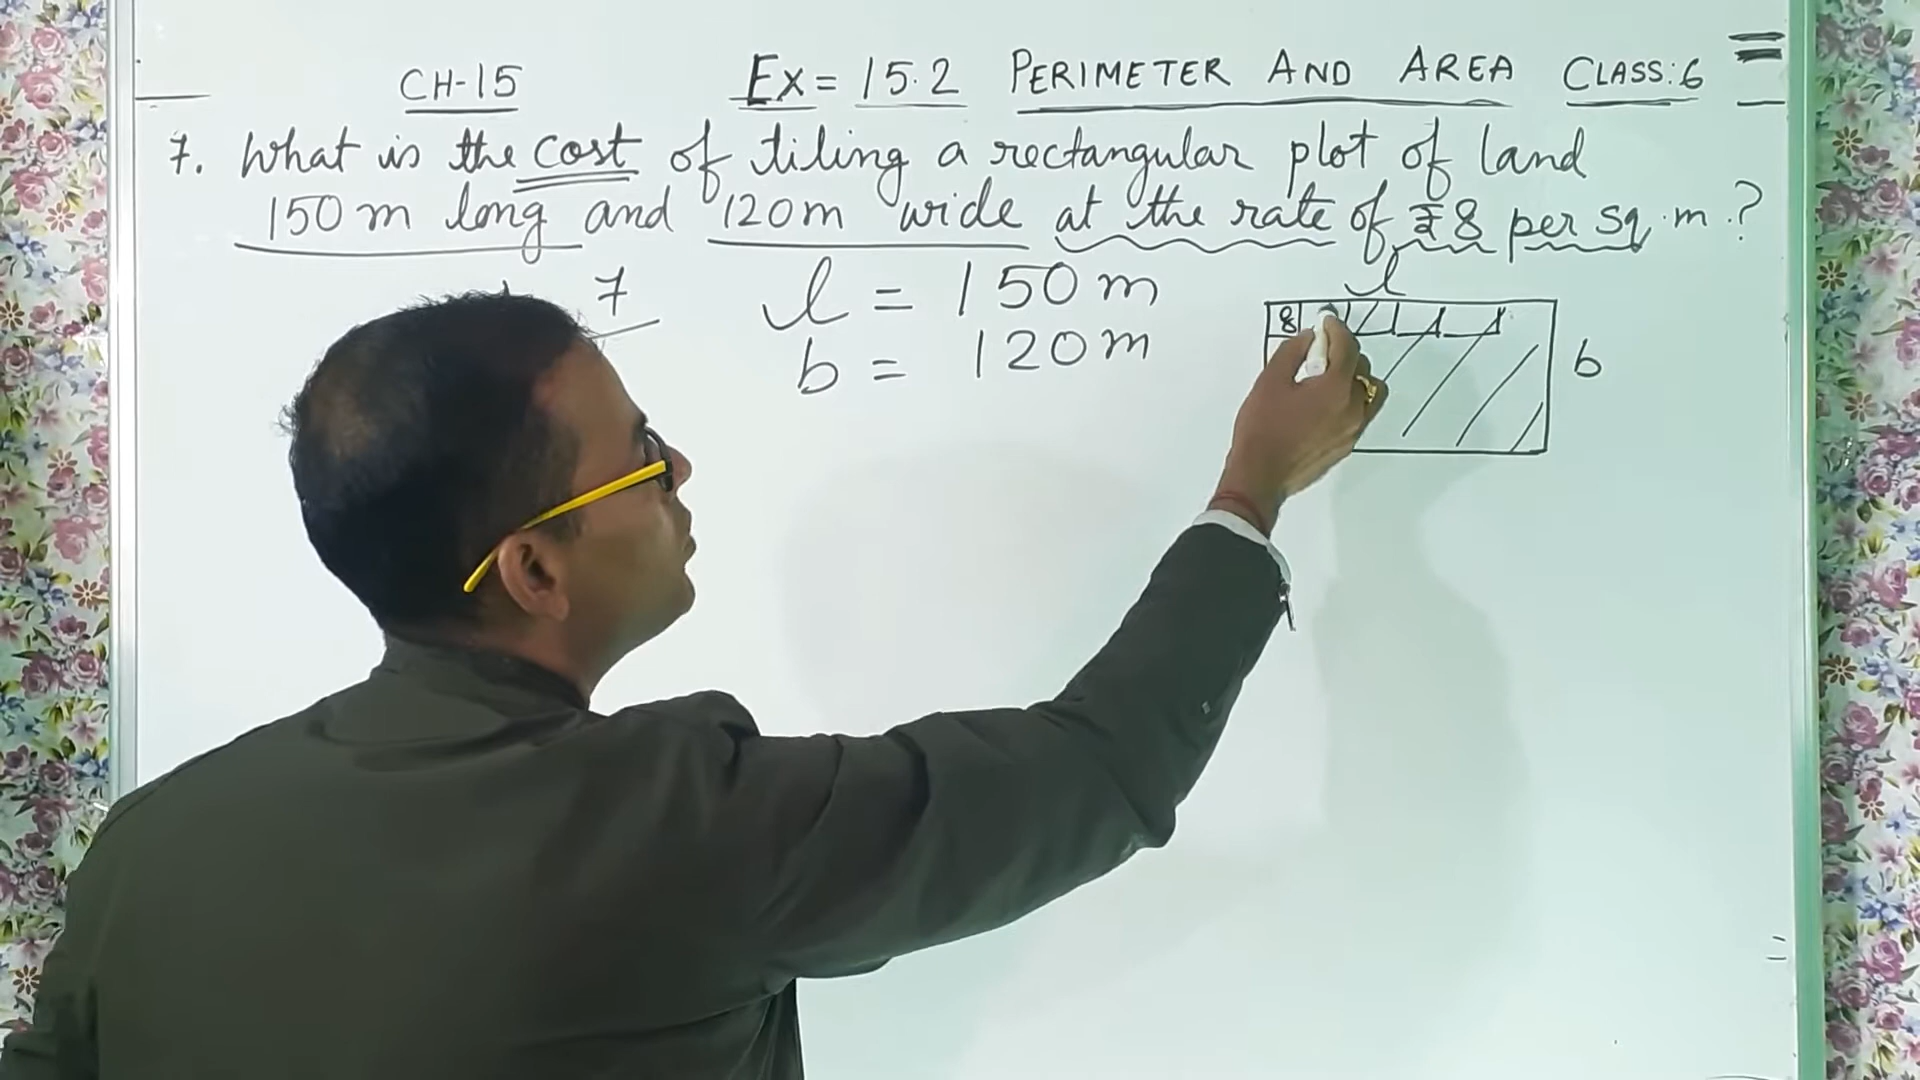 CH-15 Ex = 15.2 PERIMETER AND AREA CLASS:6
7. What is the cost of tiling a rectangular plot of land
150 m long and 120m wide at the rate of ₹8 per sq.m.?
7 l = 150 m
b = 120 m
l
8
b